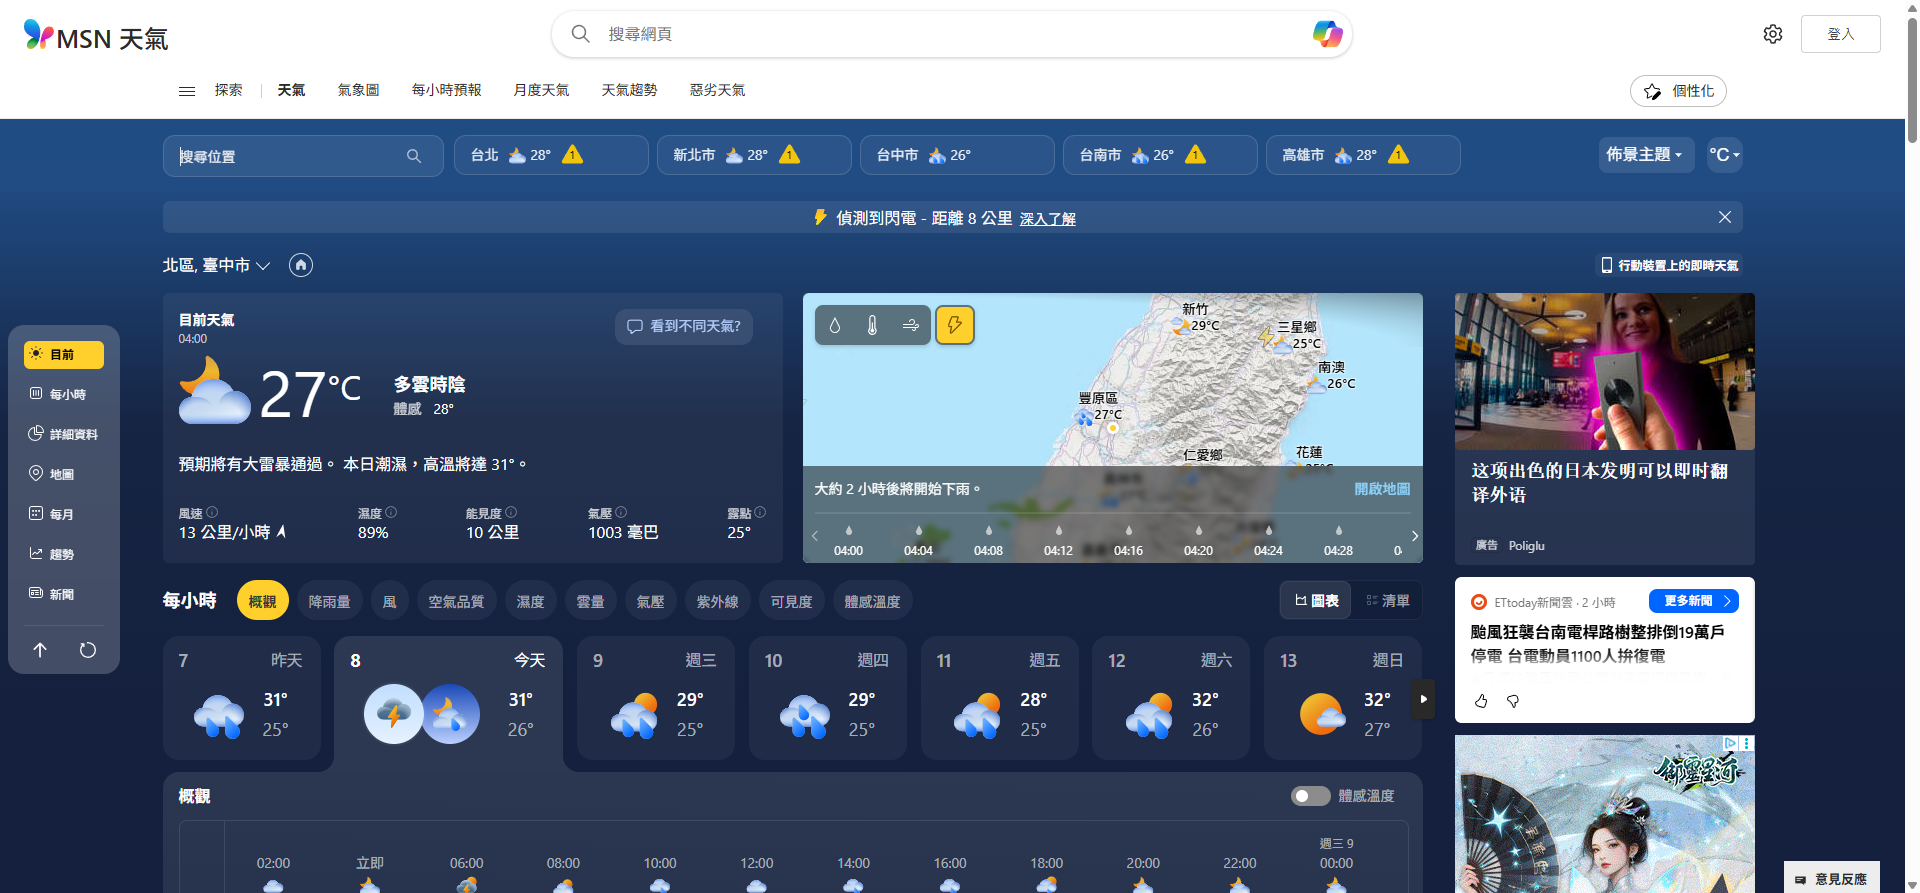 MSN 天氣
搜尋網頁
登入
探索
天氣
氣象圖
每小時預報
月度天氣
天氣趨勢
惡劣天氣
個性化
搜尋位置
台北 28° 1
新北市 28° 1
台中市 26°
台南市 26° 1
高雄市 28° 1
佈景主題
°C
偵測到閃電 - 距離 8 公里 深入了解
北區, 臺中市
行動裝置上的即時天氣
目前
每小時
詳細資料
地圖
每月
趨勢
新聞
目前天氣
04:00
看到不同天氣?
27°C
多雲時陰
體感 28°
預期將有大雷暴通過。 本日潮濕，高溫將達 31°。
風速 濕度 能見度 氣壓 露點
13 公里/小時 89% 10 公里 1003 毫巴 25°
新竹
29°C
三星鄉
25°C
南澳
26°C
豐原區
27°C
仁愛鄉
花蓮
大約 2 小時後將開始下雨。
開啟地圖
04:00 04:04 04:08 04:12 04:16 04:20 04:24 04:28
这项出色的日本发明可以即时翻
译外语
廣告 Poliglu
ETtoday新聞雲 · 2 小時
更多新聞
颱風狂襲台南電桿路樹整排倒19萬戶
停電 台電動員1100人拚復電
每小時
概觀
降雨量
風
空氣品質
濕度
雲量
氣壓
紫外線
可見度
體感溫度
圖表
清單
7 昨天
31°
25°
8 今天
31°
26°
9 週三
29°
25°
10 週四
29°
25°
11 週五
28°
25°
12 週六
32°
26°
13 週日
32°
27°
概觀
體感溫度
週三 9
02:00 立即 06:00 08:00 10:00 12:00 14:00 16:00 18:00 20:00 22:00 00:00
意見反應